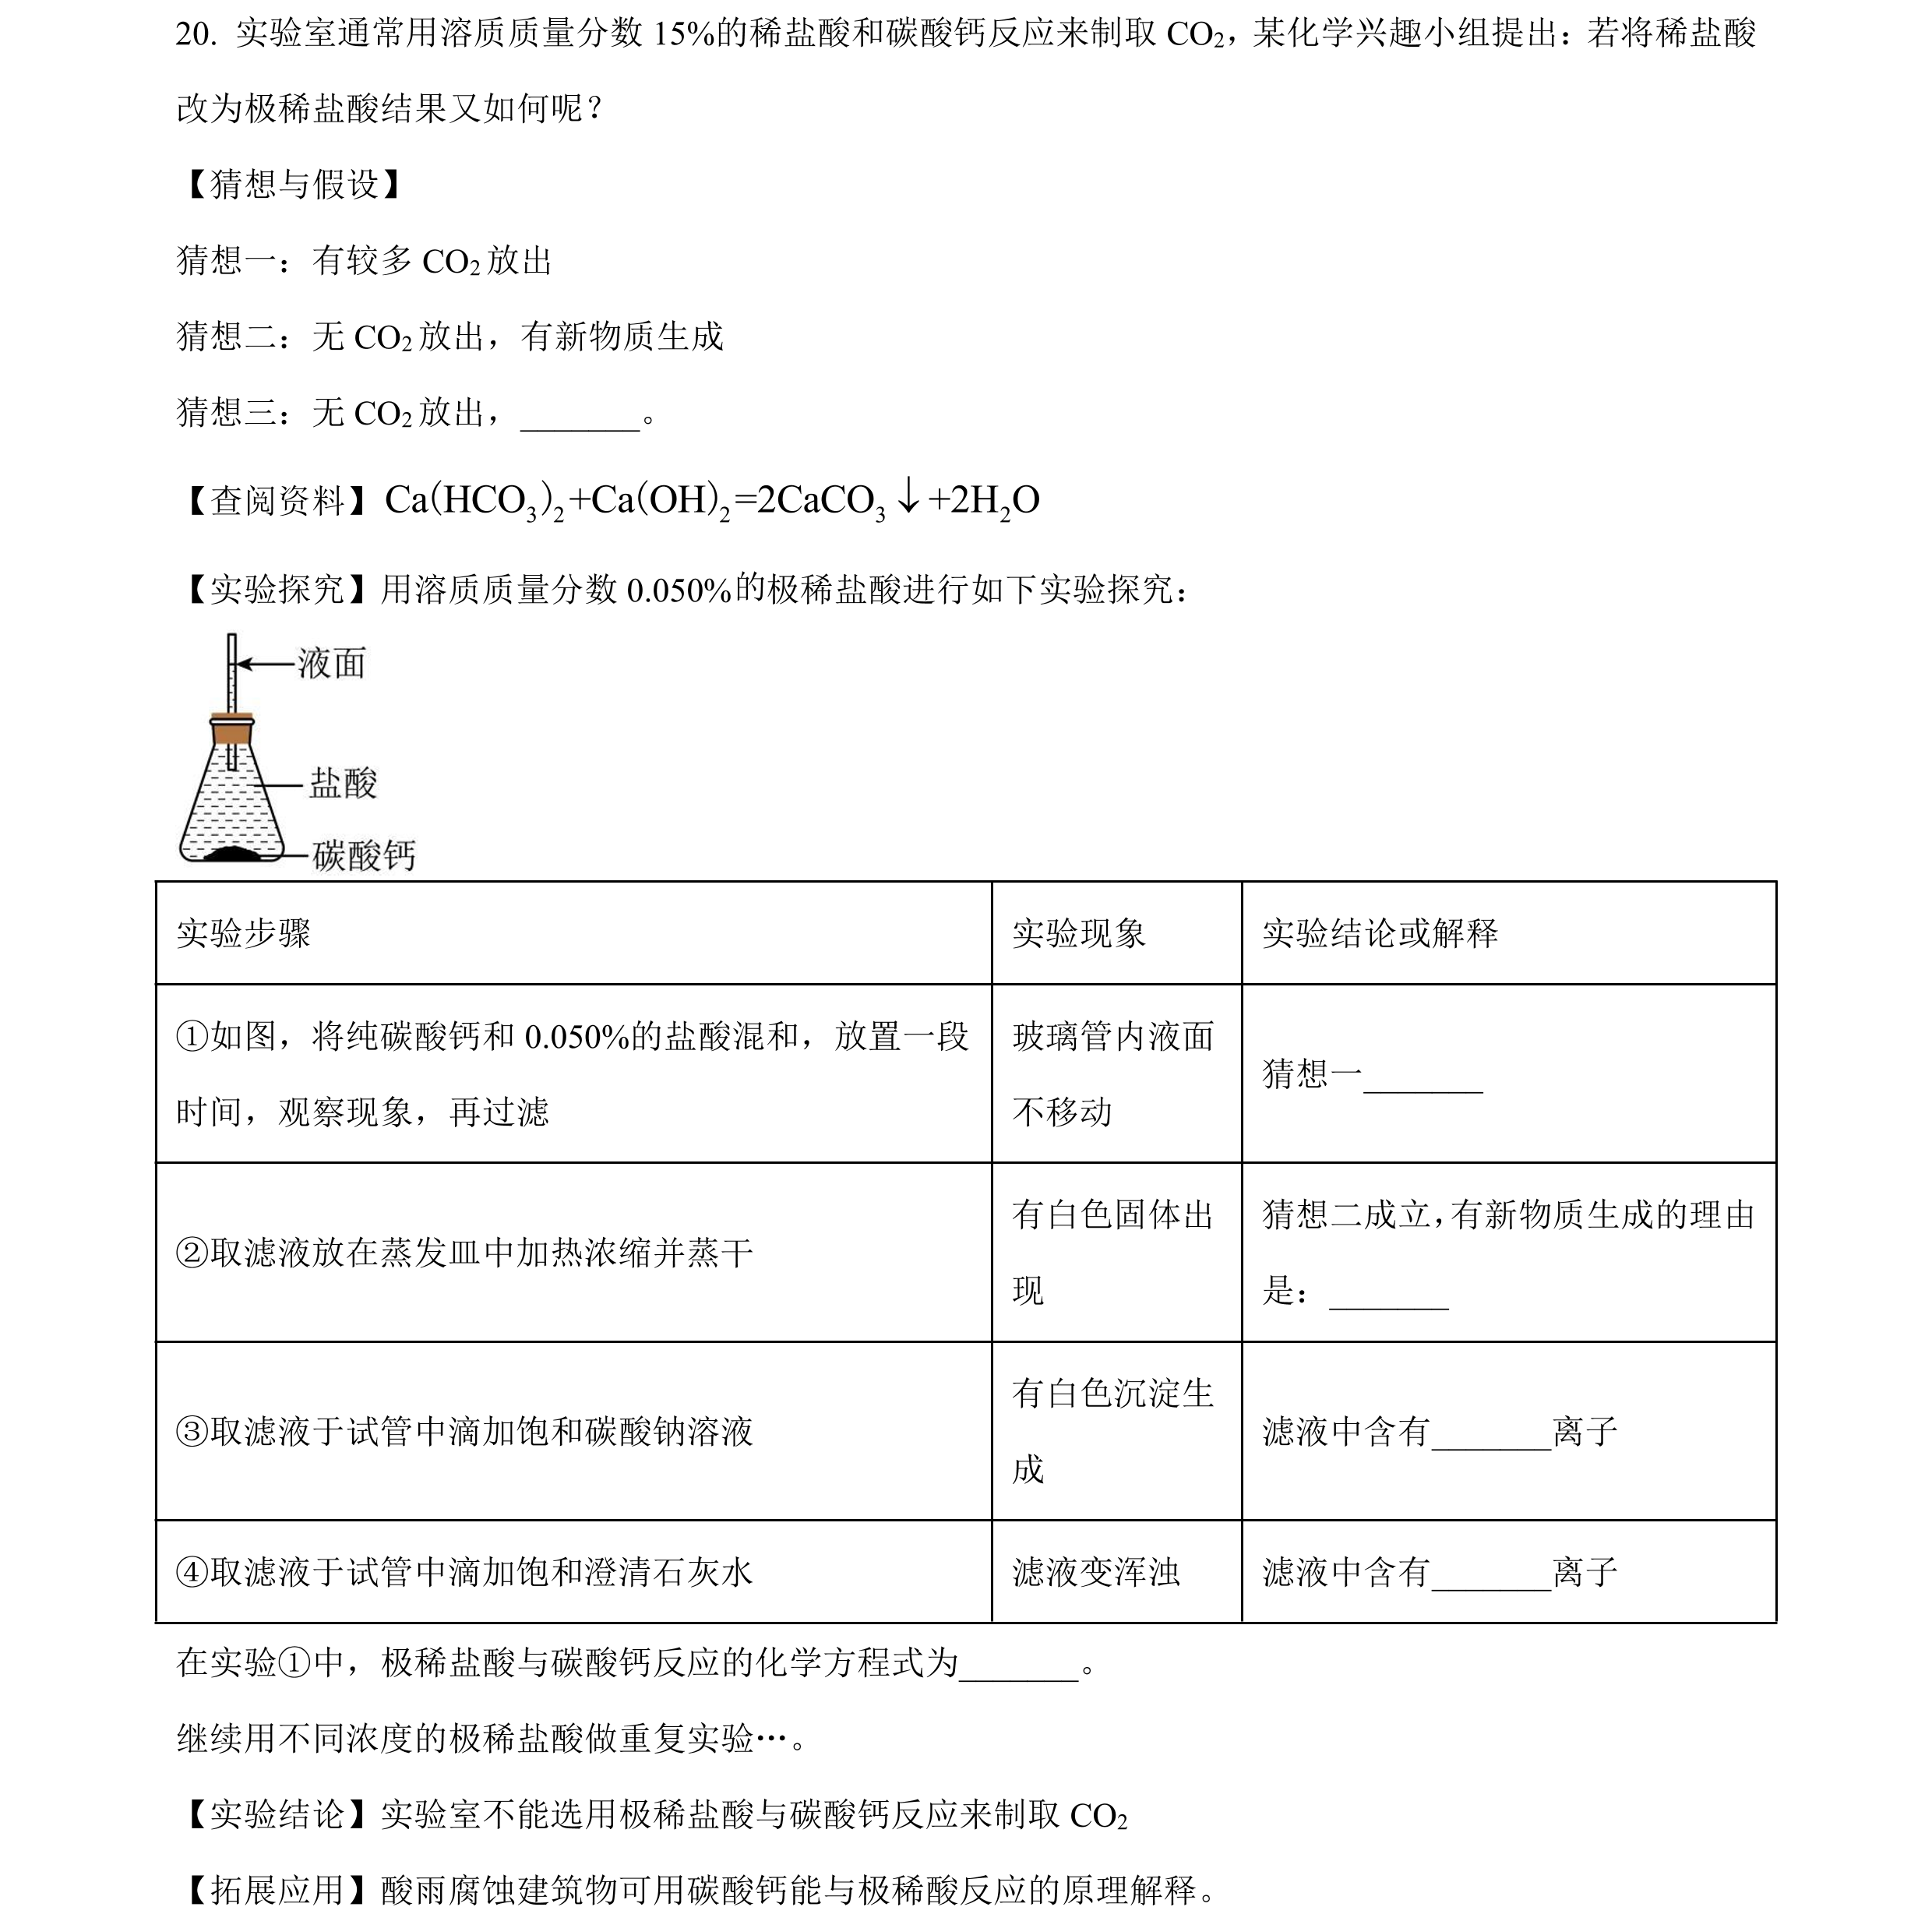 20. 实验室通常用溶质质量分数 15%的稀盐酸和碳酸钙反应来制取 CO₂，某化学兴趣小组提出：若将稀盐酸
改为极稀盐酸结果又如何呢？
【猜想与假设】
猜想一：有较多 CO₂放出
猜想二：无 CO₂放出，有新物质生成
猜想三：无 CO₂放出，_______。
【查阅资料】Ca(HCO₃)₂+Ca(OH)₂=2CaCO₃↓+2H₂O
【实验探究】用溶质质量分数 0.050%的极稀盐酸进行如下实验探究：
液面
盐酸
碳酸钙
实验步骤
实验现象
实验结论或解释
①如图，将纯碳酸钙和 0.050%的盐酸混和，放置一段
时间，观察现象，再过滤
玻璃管内液面
不移动
猜想一_______
②取滤液放在蒸发皿中加热浓缩并蒸干
有白色固体出
现
猜想二成立，有新物质生成的理由
是：_______
③取滤液于试管中滴加饱和碳酸钠溶液
有白色沉淀生
成
滤液中含有_______离子
④取滤液于试管中滴加饱和澄清石灰水
滤液变浑浊
滤液中含有_______离子
在实验①中，极稀盐酸与碳酸钙反应的化学方程式为_______。
继续用不同浓度的极稀盐酸做重复实验…。
【实验结论】实验室不能选用极稀盐酸与碳酸钙反应来制取 CO₂
【拓展应用】酸雨腐蚀建筑物可用碳酸钙能与极稀酸反应的原理解释。